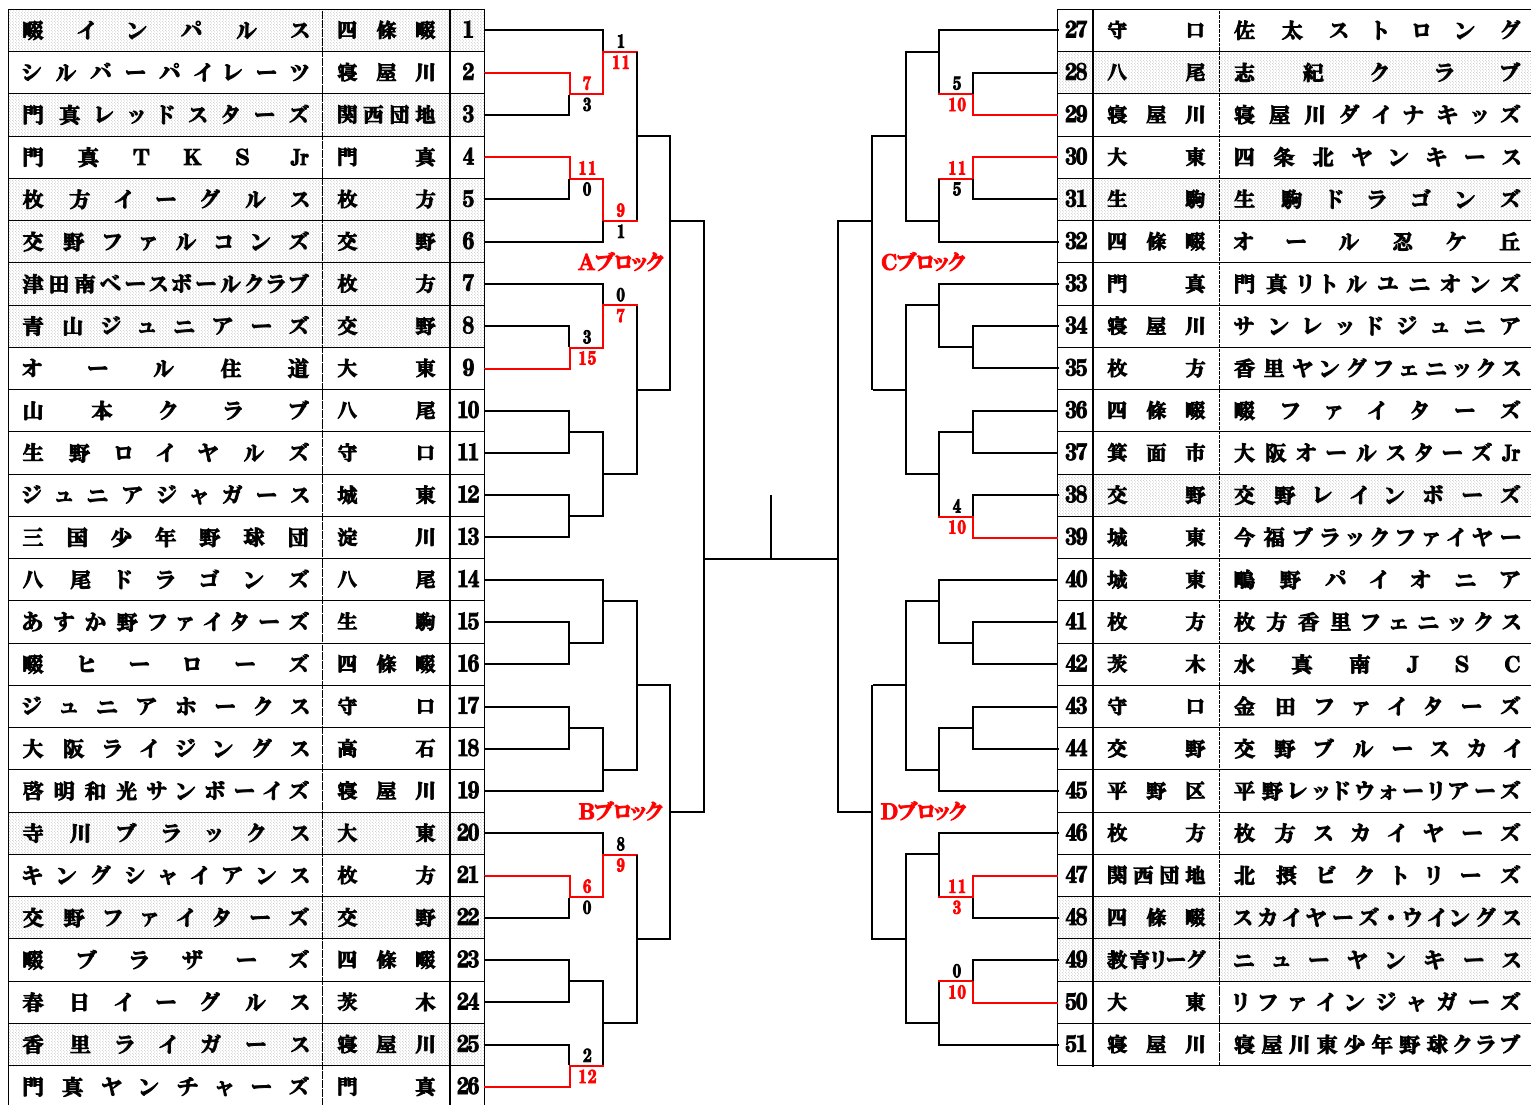 畷インパルス 四條畷 1
シルバーパイレーツ 寝屋川 2
門真レッドスターズ 関西団地 3
門真TKSJr 門真 4
枚方イーグルス 枚方 5
交野ファルコンズ 交野 6
津田南ベースボールクラブ 枚方 7
青山ジュニアーズ 交野 8
オール住道 大東 9
山本クラブ 八尾 10
生野ロイヤルズ 守口 11
ジュニアジャガース 城東 12
三国少年野球団 淀川 13
八尾ドラゴンズ 八尾 14
あすか野ファイターズ 生駒 15
畷ヒーローズ 四條畷 16
ジュニアホークス 守口 17
大阪ライジングス 高石 18
啓明和光サンボーイズ 寝屋川 19
寺川ブラックス 大東 20
キングシャイアンス 枚方 21
交野ファイターズ 交野 22
畷ブラザーズ 四條畷 23
春日イーグルス 茨木 24
香里ライガース 寝屋川 25
門真ヤンチャーズ 門真 26
1
11
7
3
11
0
9
1
Aブロック
0
7
3
15
Bブロック
8
9
6
0
2
12
5
10
11
5
Cブロック
4
10
Dブロック
11
3
0
10
27 守口 佐太ストロング
28 八尾 志紀クラブ
29 寝屋川 寝屋川ダイナキッズ
30 大東 四条北ヤンキース
31 生駒 生駒ドラゴンズ
32 四條畷 オール忍ケ丘
33 門真 門真リトルユニオンズ
34 寝屋川 サンレッドジュニア
35 枚方 香里ヤングフェニックス
36 四條畷 畷ファイターズ
37 箕面市 大阪オールスターズJr
38 交野 交野レインボーズ
39 城東 今福ブラックファイヤー
40 城東 鴫野パイオニア
41 枚方 枚方香里フェニックス
42 茨木 水真南JSC
43 守口 金田ファイターズ
44 交野 交野ブルースカイ
45 平野区 平野レッドウォーリアーズ
46 枚方 枚方スカイヤーズ
47 関西団地 北摂ビクトリーズ
48 四條畷 スカイヤーズ・ウイングス
49 教育リーグ ニューヤンキース
50 大東 リファインジャガーズ
51 寝屋川 寝屋川東少年野球クラブ